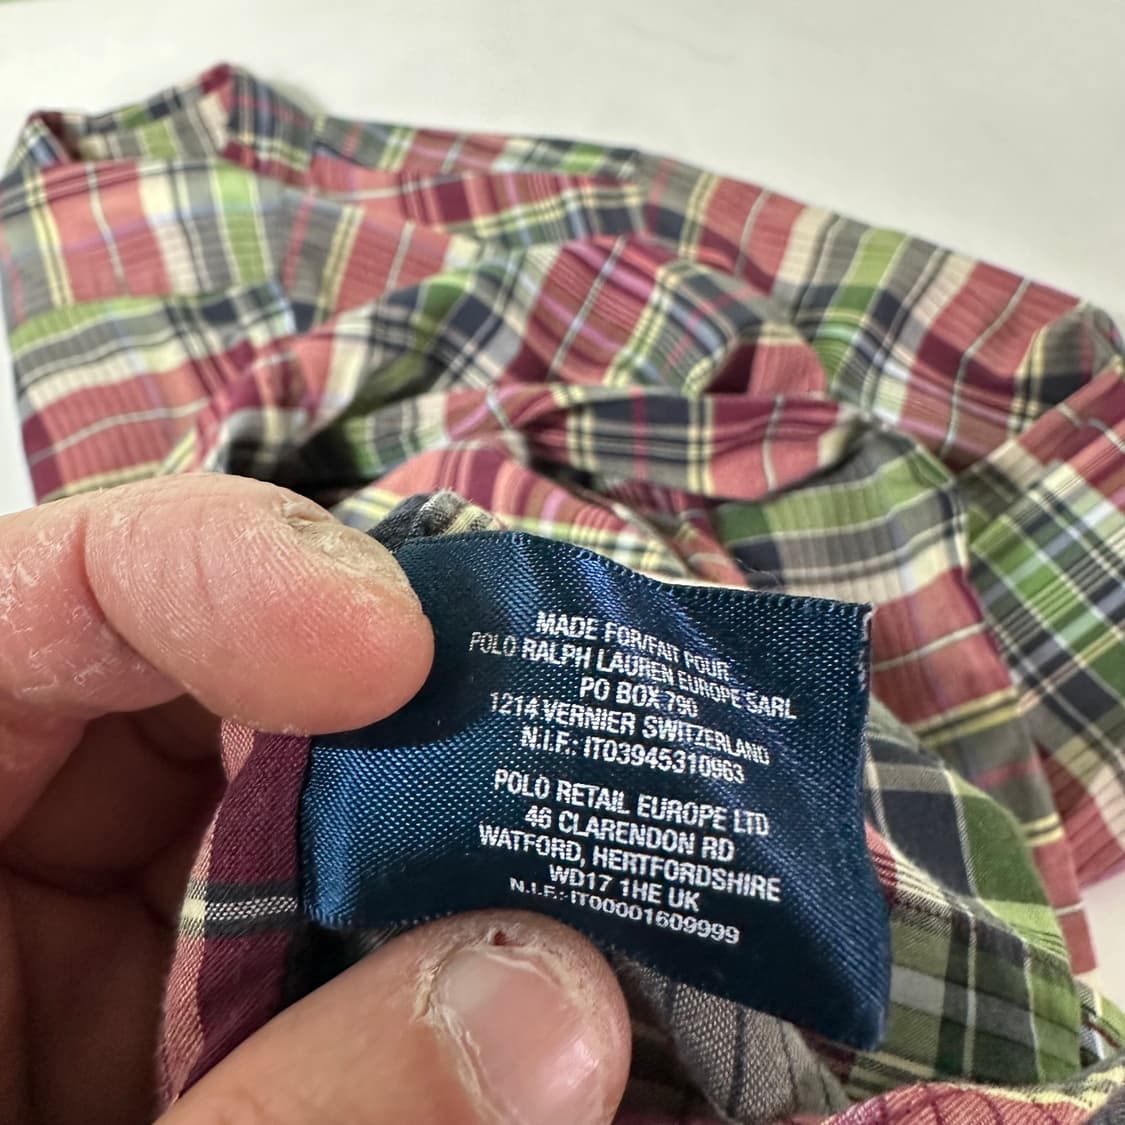 MADE FOR/FAIT POUR
POLO RALPH LAUREN EUROPE SARL
PO BOX 790
1214 VERNIER SWITZERLAND
N.I.F.: IT03945310963
POLO RETAIL EUROPE LTD
46 CLARENDON RD
WATFORD, HERTFORDSHIRE
WD17 1HE UK
N.I.F.: IT00001609999